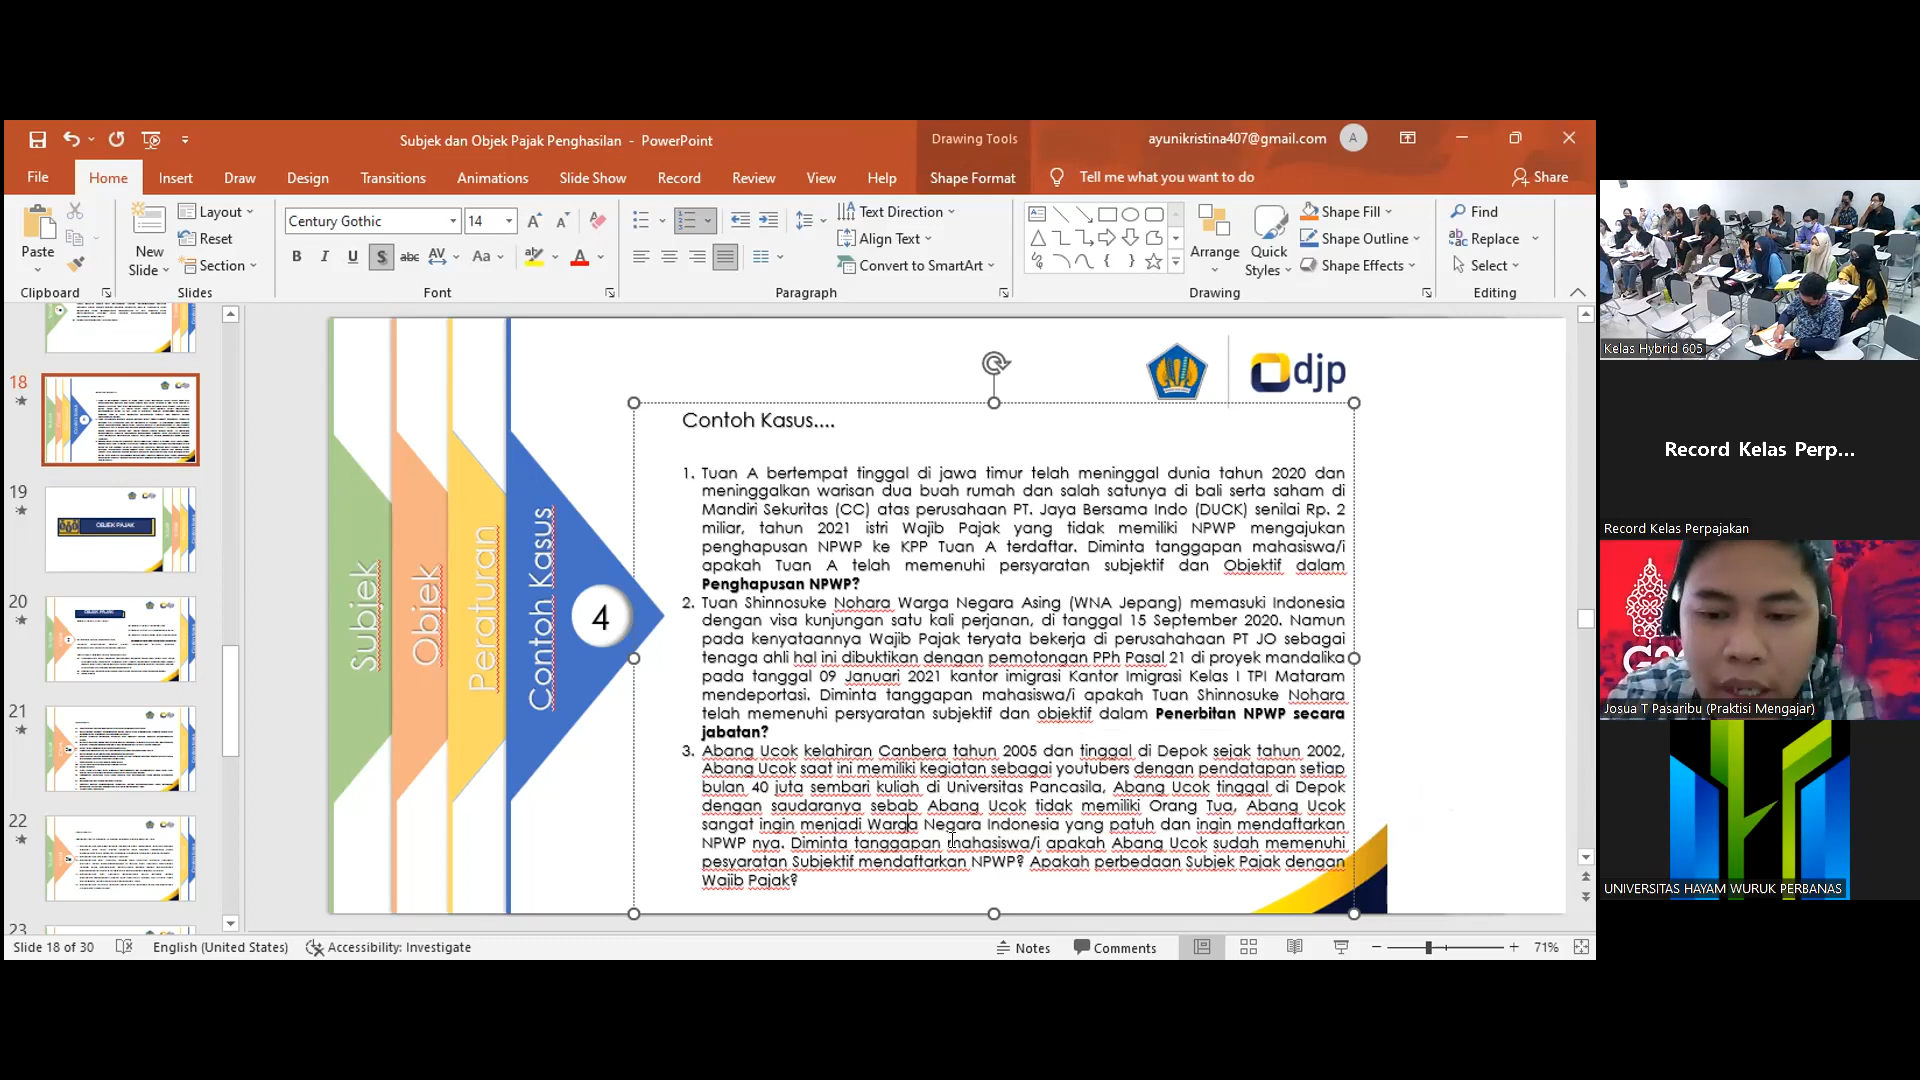 Subjek dan Objek Pajak Penghasilan - PowerPoint
Drawing Tools
ayunikristina407@gmail.com
A
File
Home
Insert
Draw
Design
Transitions
Animations
Slide Show
Record
Review
View
Help
Shape Format
Tell me what you want to do
Share
Paste
New
Slide
Layout
Reset
Section
Century Gothic
14
B
I
U
S
abc
AV
Aa
A
Text Direction
Align Text
Convert to SmartArt
Arrange
Quick
Styles
Shape Fill
Shape Outline
Shape Effects
Find
Replace
Select
Clipboard
Slides
Font
Paragraph
Drawing
Editing
18
19
OBJEK PAJAK
20
21
22
23
Subjek
Objek
Peraturan
Contoh Kasus
4
djp
Contoh Kasus....
1. Tuan A bertempat tinggal di jawa timur telah meninggal dunia tahun 2020 dan
meninggalkan warisan dua buah rumah dan salah satunya di bali serta saham di
Mandiri Sekuritas (CC) atas perusahaan PT. Jaya Bersama Indo (DUCK) senilai Rp. 2
miliar, tahun 2021 istri Wajib Pajak yang tidak memiliki NPWP mengajukan
penghapusan NPWP ke KPP Tuan A terdaftar. Diminta tanggapan mahasiswa/i
apakah Tuan A telah memenuhi persyaratan subjektif dan Objektif dalam
Penghapusan NPWP?
2. Tuan Shinnosuke Nohara Warga Negara Asing (WNA Jepang) memasuki Indonesia
dengan visa kunjungan satu kali perjanan, di tanggal 15 September 2020. Namun
pada kenyataannya Wajib Pajak teryata bekerja di perusahahaan PT JO sebagai
tenaga ahli hal ini dibuktikan dengan pemotongan PPh Pasal 21 di proyek mandalika
pada tanggal 09 Januari 2021 kantor imigrasi Kantor Imigrasi Kelas I TPI Mataram
mendeportasi. Diminta tanggapan mahasiswa/i apakah Tuan Shinnosuke Nohara
telah memenuhi persyaratan subjektif dan objektif dalam Penerbitan NPWP secara
jabatan?
3. Abang Ucok kelahiran Canbera tahun 2005 dan tinggal di Depok sejak tahun 2002,
Abang Ucok saat ini memiliki kegiatan sebagai youtubers dengan pendatapan setiap
bulan 40 juta sembari kuliah di Universitas Pancasila, Abang Ucok tinggal di Depok
dengan saudaranya sebab Abang Ucok tidak memiliki Orang Tua, Abang Ucok
sangat ingin menjadi Warga Negara Indonesia yang patuh dan ingin mendaftarkan
NPWP nya. Diminta tanggapan mahasiswa/i apakah Abang Ucok sudah memenuhi
pesyaratan Subjektif mendaftarkan NPWP? Apakah perbedaan Subjek Pajak dengan
Wajib Pajak?
Slide 18 of 30
English (United States)
Accessibility: Investigate
Notes
Comments
71%
Kelas Hybrid 605
Record Kelas Perp...
Record Kelas Perpajakan
Josua T Pasaribu (Praktisi Mengajar)
UNIVERSITAS HAYAM WURUK PERBANAS